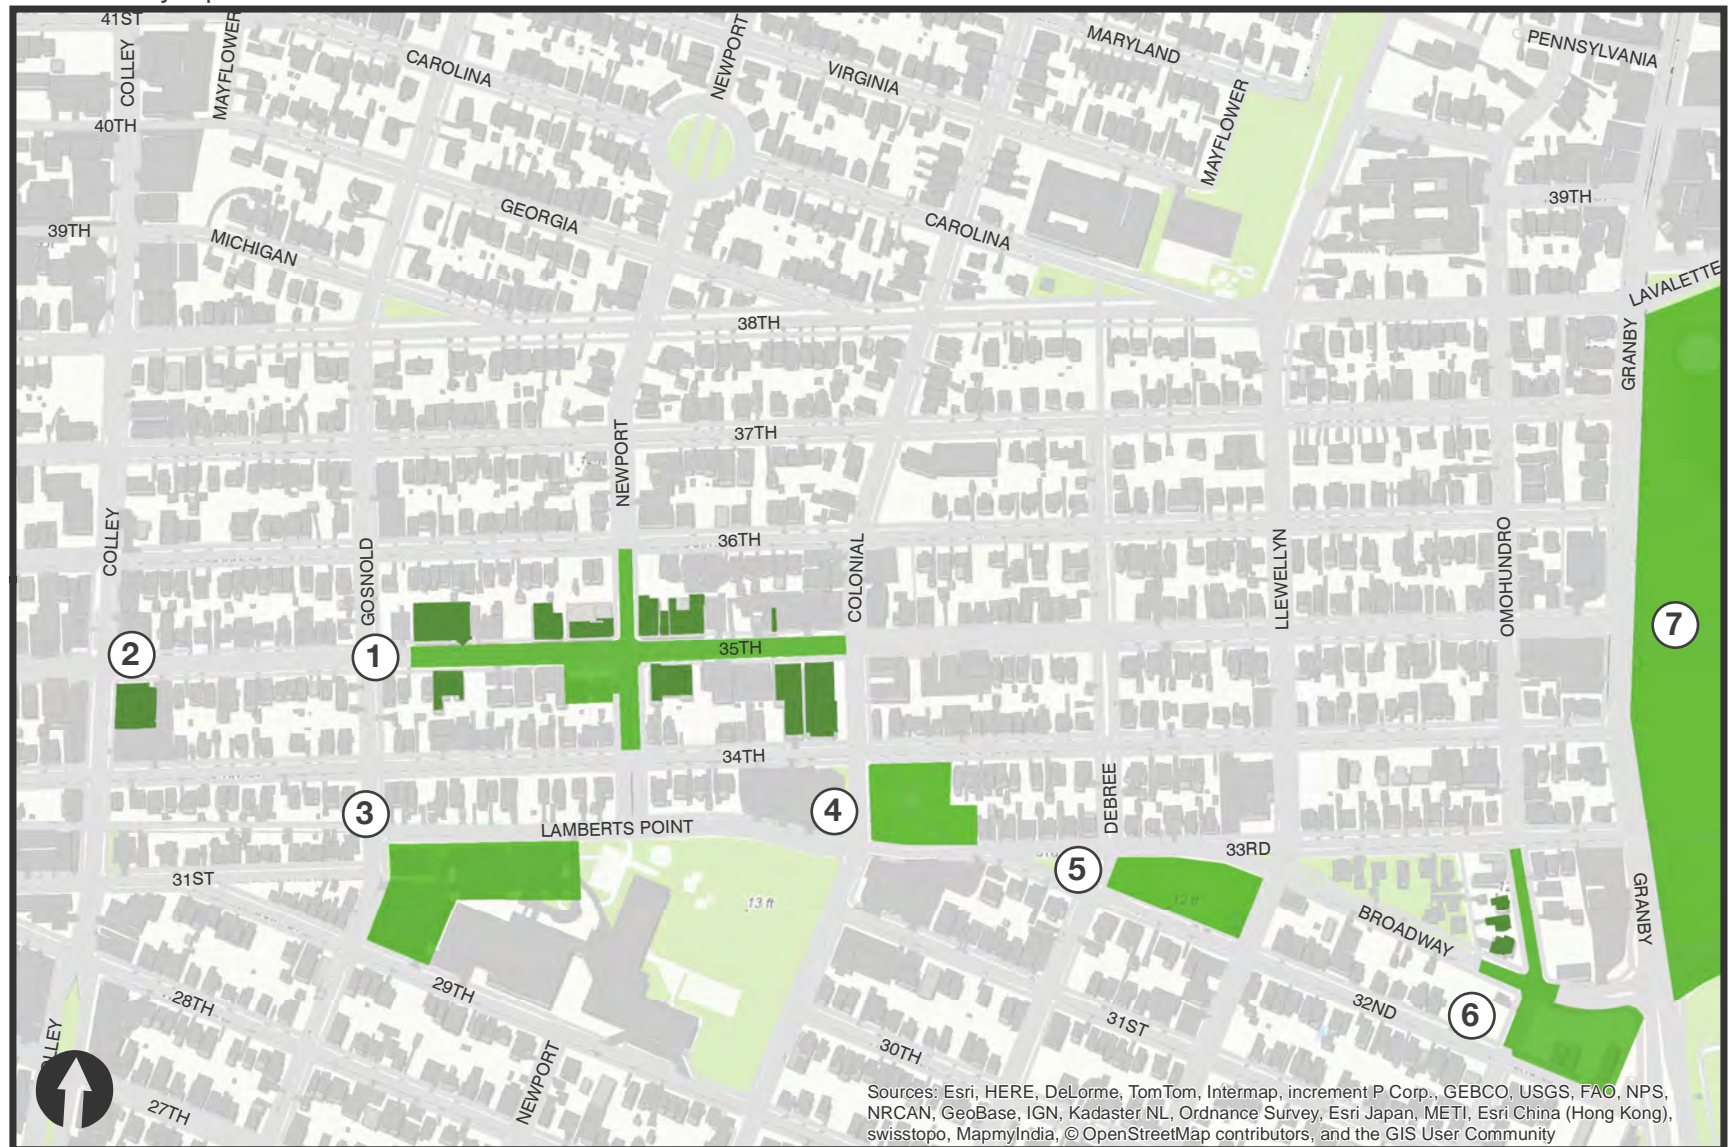 41ST
COLLEY
MAYFLOWER
CAROLINA
NEWPORT
VIRGINIA
MARYLAND
MAYFLOWER
PENNSYLVANIA
40TH
39TH
MICHIGAN
GEORGIA
CAROLINA
39TH
LAVALETTE
38TH
GRANBY
37TH
NEWPORT
COLLEY
GOSNOLD
36TH
COLONIAL
LLEWELLYN
OMOHUNDRO
7
2
1
35TH
34TH
3
4
DEBREE
LAMBERTS POINT
5
33RD
31ST
13 ft
12 ft
BROADWAY
GRANBY
29TH
28TH
32ND
6
31ST
30TH
NEWPORT
27TH
Sources: Esri, HERE, DeLorme, TomTom, Intermap, increment P Corp., GEBCO, USGS, FAO, NPS,
NRCAN, GeoBase, IGN, Kadaster NL, Ordnance Survey, Esri Japan, METI, Esri China (Hong Kong),
swisstopo, MapmyIndia, © OpenStreetMap contributors, and the GIS User Community